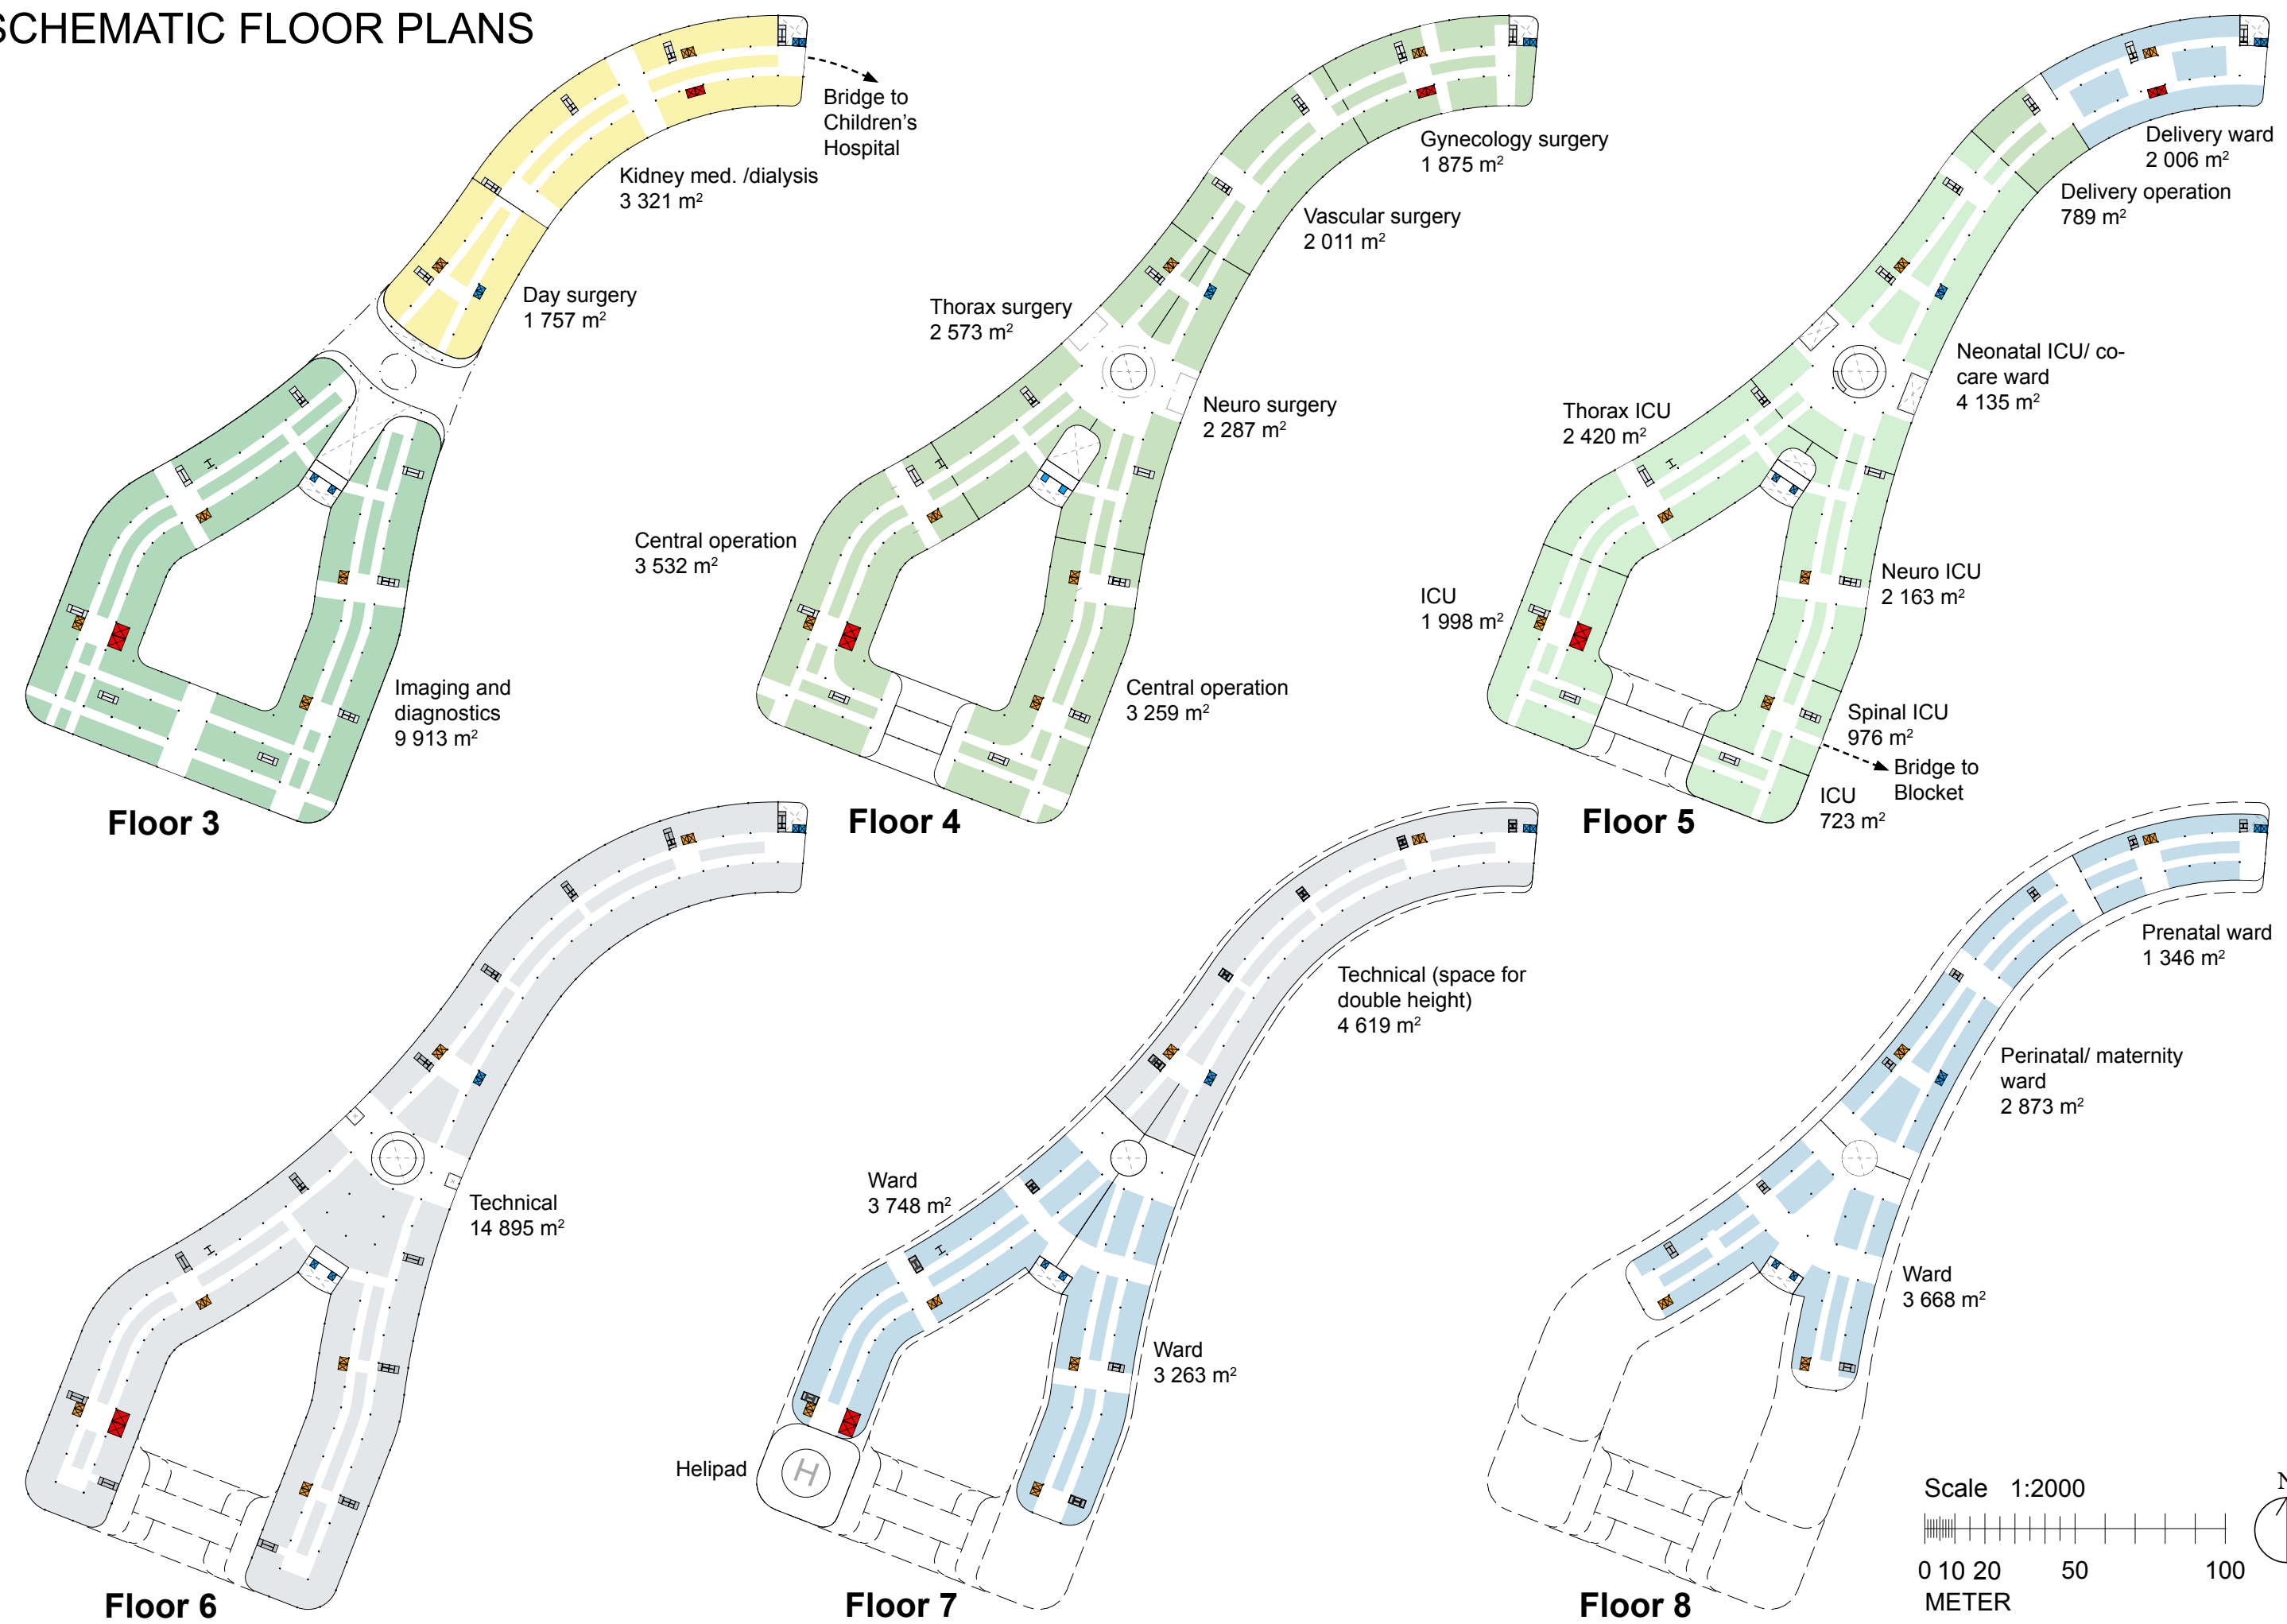 SCHEMATIC FLOOR PLANS
Bridge to
Children's
Hospital
Kidney med. /dialysis
3 321 m²
Day surgery
1 757 m²
Imaging and
diagnostics
9 913 m²
Floor 3
Gynecology surgery
1 875 m²
Vascular surgery
2 011 m²
Thorax surgery
2 573 m²
Neuro surgery
2 287 m²
Central operation
3 532 m²
Central operation
3 259 m²
Floor 4
Delivery ward
2 006 m²
Delivery operation
789 m²
Neonatal ICU/ co-
care ward
4 135 m²
Thorax ICU
2 420 m²
Neuro ICU
2 163 m²
ICU
1 998 m²
Spinal ICU
976 m²
Bridge to
Blocket
ICU
723 m²
Floor 5
Technical
14 895 m²
Floor 6
Technical (space for
double height)
4 619 m²
Ward
3 748 m²
Ward
3 263 m²
Helipad
H
Floor 7
Prenatal ward
1 346 m²
Perinatal/ maternity
ward
2 873 m²
Ward
3 668 m²
Floor 8
Scale 1:2000
0 10 20 50 100
METER
N